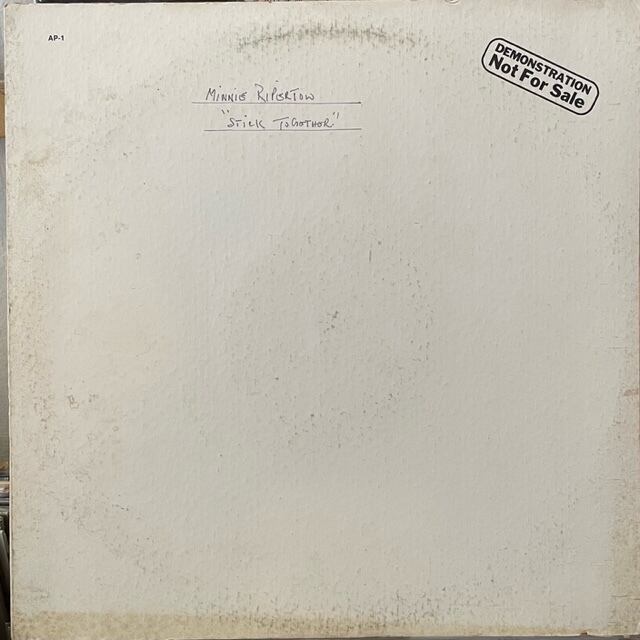 AP-1
DEMONSTRATION
Not For Sale
MINNIE RIPERTON
"STICK TOGETHER"